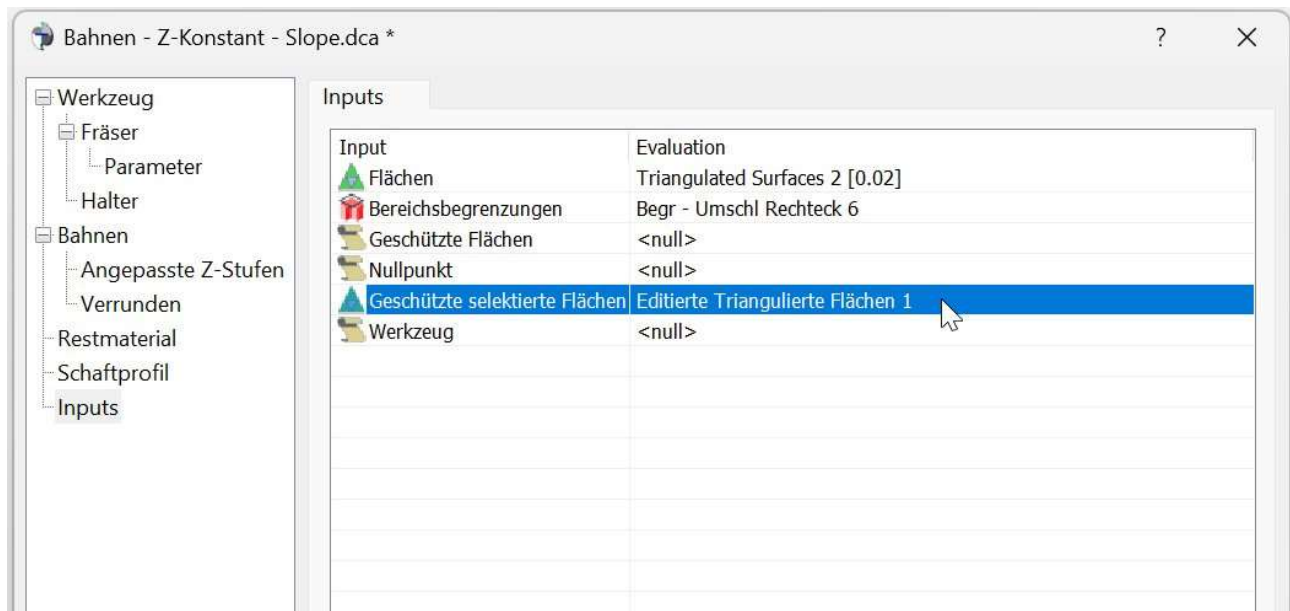 Bahnen - Z-Konstant - Slope.dca *
?
Werkzeug
Fräser
Parameter
Halter
Bahnen
Angepasste Z-Stufen
Verrunden
Restmaterial
Schaftprofil
Inputs
Inputs
Input Evaluation
Flächen Triangulated Surfaces 2 [0.02]
Bereichsbegrenzungen Begr - Umschl Rechteck 6
Geschützte Flächen <null>
Nullpunkt <null>
Geschützte selektierte Flächen Editierte Triangulierte Flächen 1
Werkzeug <null>